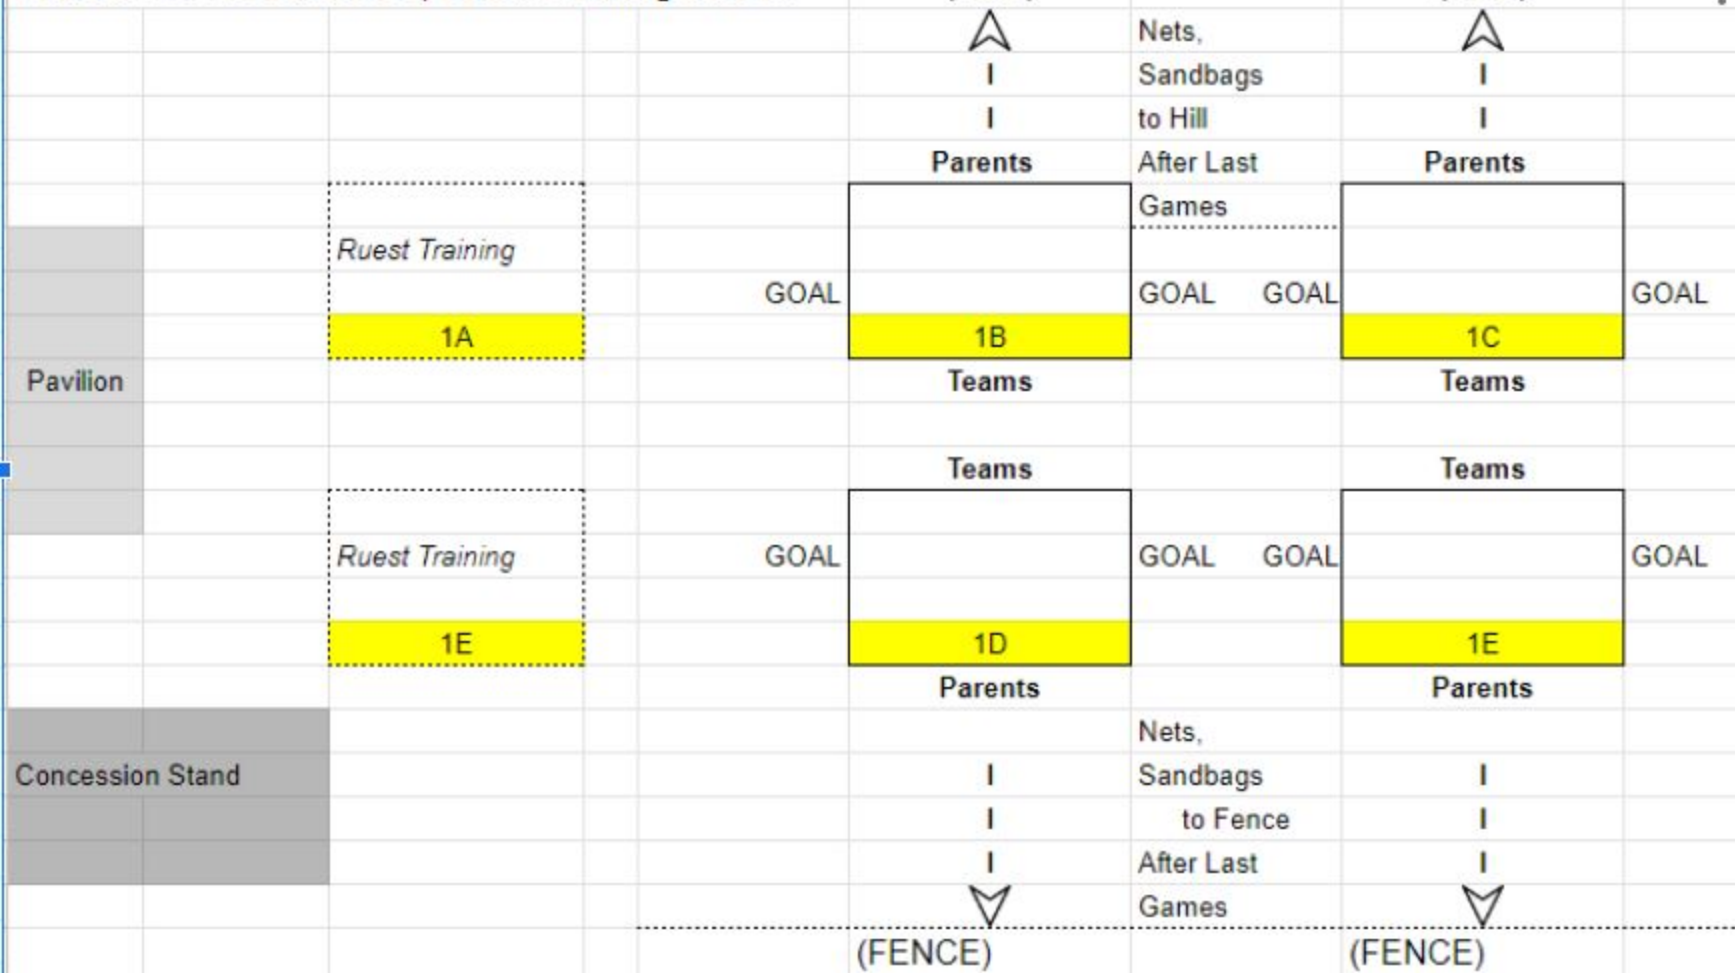 Nets,
Sandbags
to Hill
Parents After Last Parents
Games
Ruest Training
GOAL GOAL GOAL GOAL
1A 1B 1C
Pavilion Teams Teams
Teams Teams
Ruest Training GOAL GOAL GOAL GOAL
1E 1D 1E
Parents Parents
Nets,
Concession Stand Sandbags
to Fence
After Last
Games
(FENCE) (FENCE)